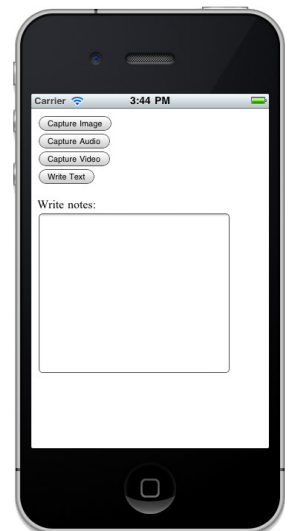 Carrier 3:44 PM
Capture Image
Capture Audio
Capture Video
Write Text
Write notes: